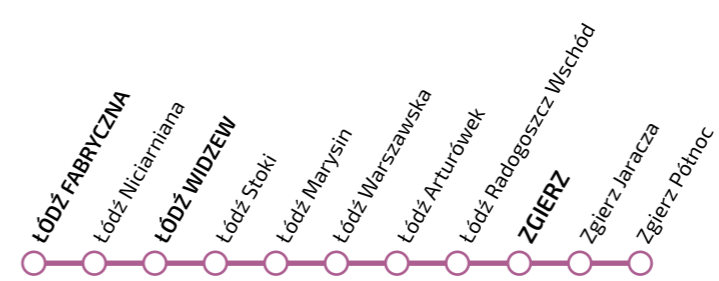 ŁÓDŹ FABRYCZNA
Łódź Niciarniana
ŁÓDŹ WIDZEW
Łódź Stoki
Łódź Marysin
Łódź Warszawska
Łódź Arturówek
Łódź Radogoszcz Wschód
ZGIERZ
Zgierz Jaracza
Zgierz Północ